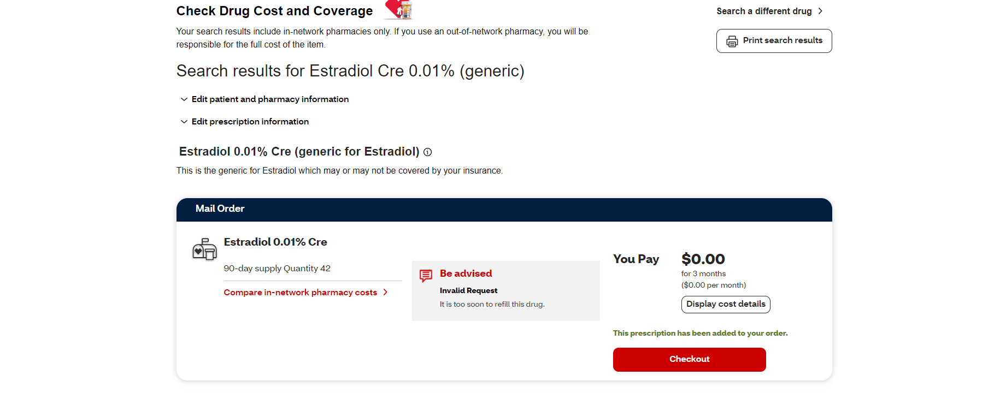 Check Drug Cost and Coverage
Search a different drug
Your search results include in-network pharmacies only. If you use an out-of-network pharmacy, you will be
responsible for the full cost of the item.
Print search results
Search results for Estradiol Cre 0.01% (generic)
Edit patient and pharmacy information
Edit prescription information
Estradiol 0.01% Cre (generic for Estradiol)
This is the generic for Estradiol which may or may not be covered by your insurance.
Mail Order
Estradiol 0.01% Cre
90-day supply Quantity 42
Compare in-network pharmacy costs
Be advised
Invalid Request
It is too soon to refill this drug.
You Pay
$0.00
for 3 months
($0.00 per month)
Display cost details
This prescription has been added to your order.
Checkout